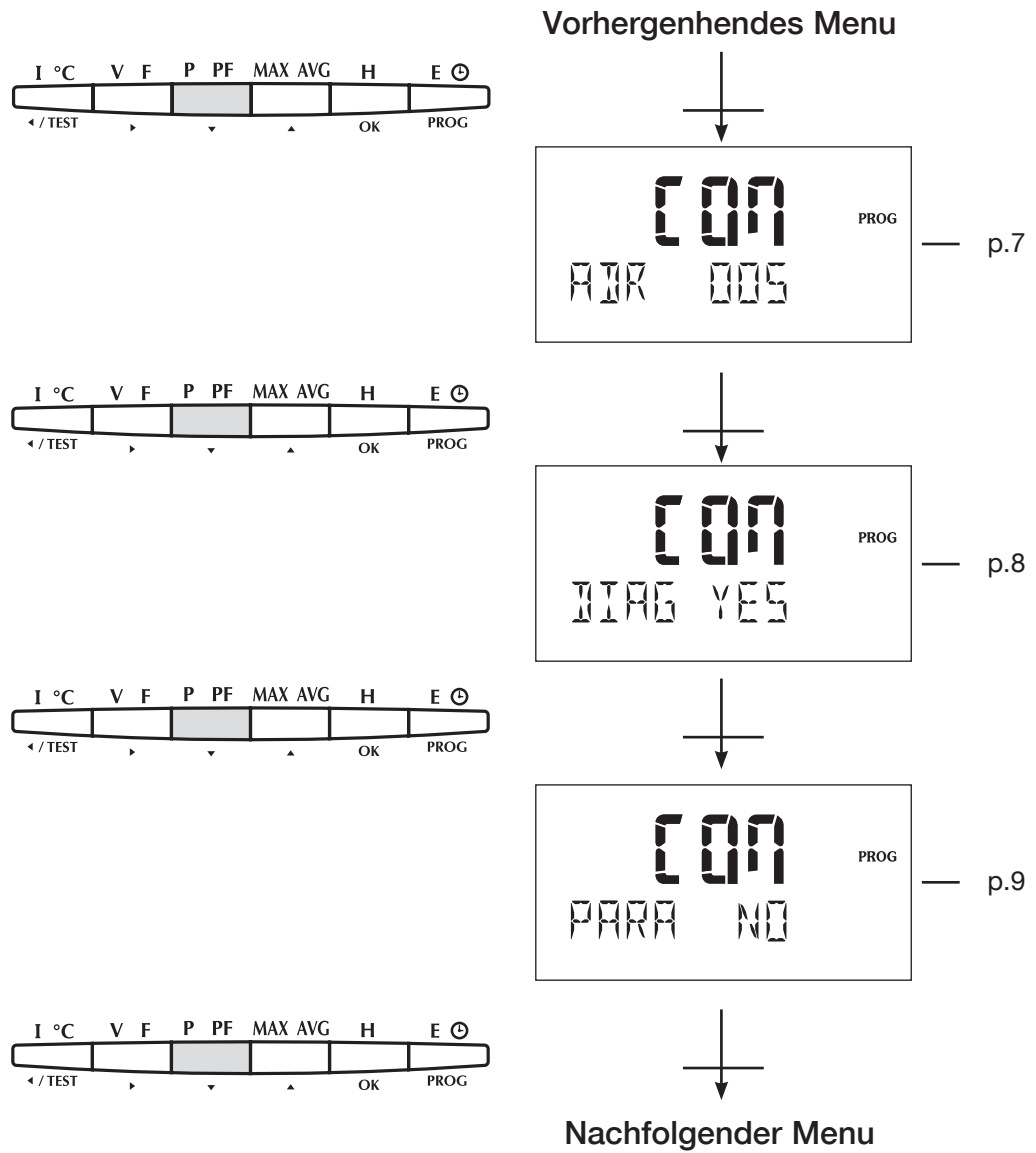 Vorhergenhendes Menu
I °C V F P PF MAX AVG H E
◂ / TEST ▸ ▾ ▴ OK PROG
COM
PROG
ADR 005
p.7
I °C V F P PF MAX AVG H E
◂ / TEST ▸ ▾ ▴ OK PROG
COM
PROG
DIAG YES
p.8
I °C V F P PF MAX AVG H E
◂ / TEST ▸ ▾ ▴ OK PROG
COM
PROG
PARA NO
p.9
I °C V F P PF MAX AVG H E
◂ / TEST ▸ ▾ ▴ OK PROG
Nachfolgender Menu